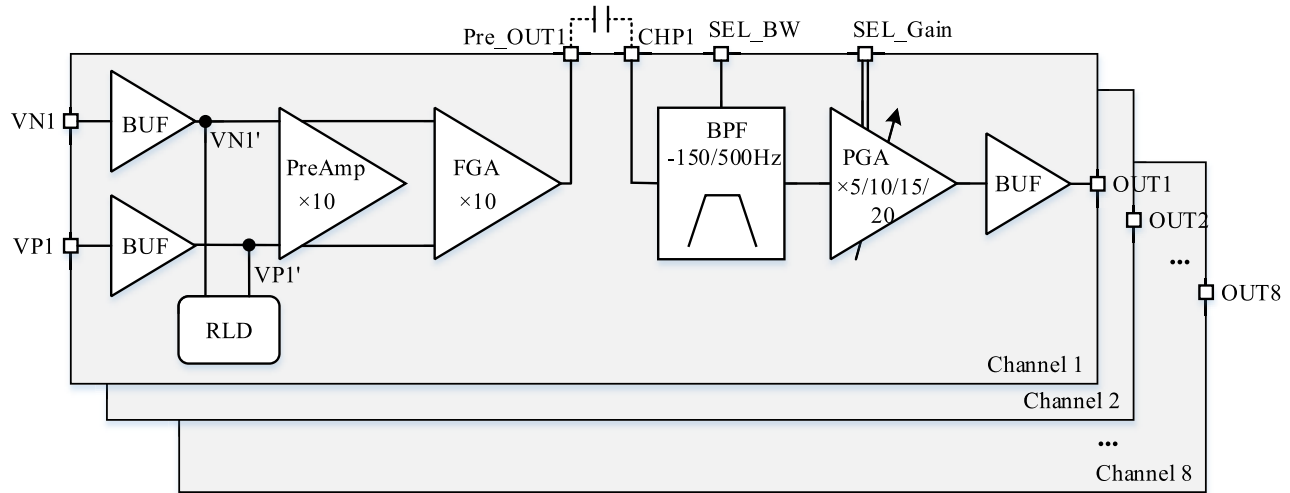 Pre_OUT1
CHP1
SEL_BW
SEL_Gain
VN1
BUF
VN1'
PreAmp
×10
FGA
×10
BPF
-150/500Hz
PGA
×5/10/15/
20
BUF
OUT1
OUT2
...
OUT8
VP1
BUF
VP1'
RLD
Channel 1
Channel 2
...
Channel 8